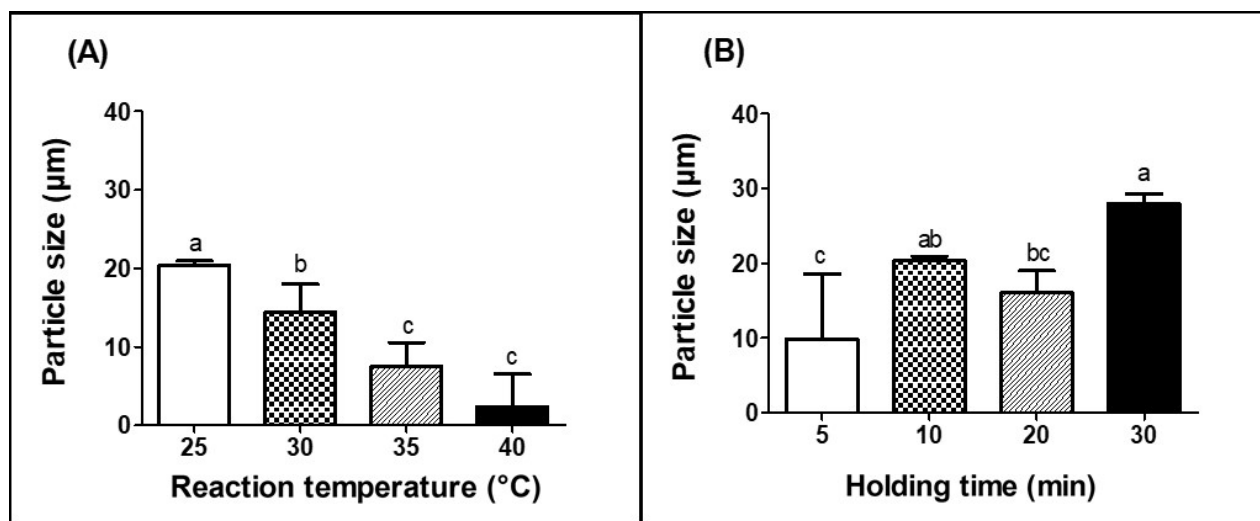 (A)
Particle size (µm)
40
30
20
10
0
a
b
c
c
25 30 35 40
Reaction temperature (°C)
(B)
Particle size (µm)
40
30
20
10
0
c
ab
bc
a
5 10 20 30
Holding time (min)